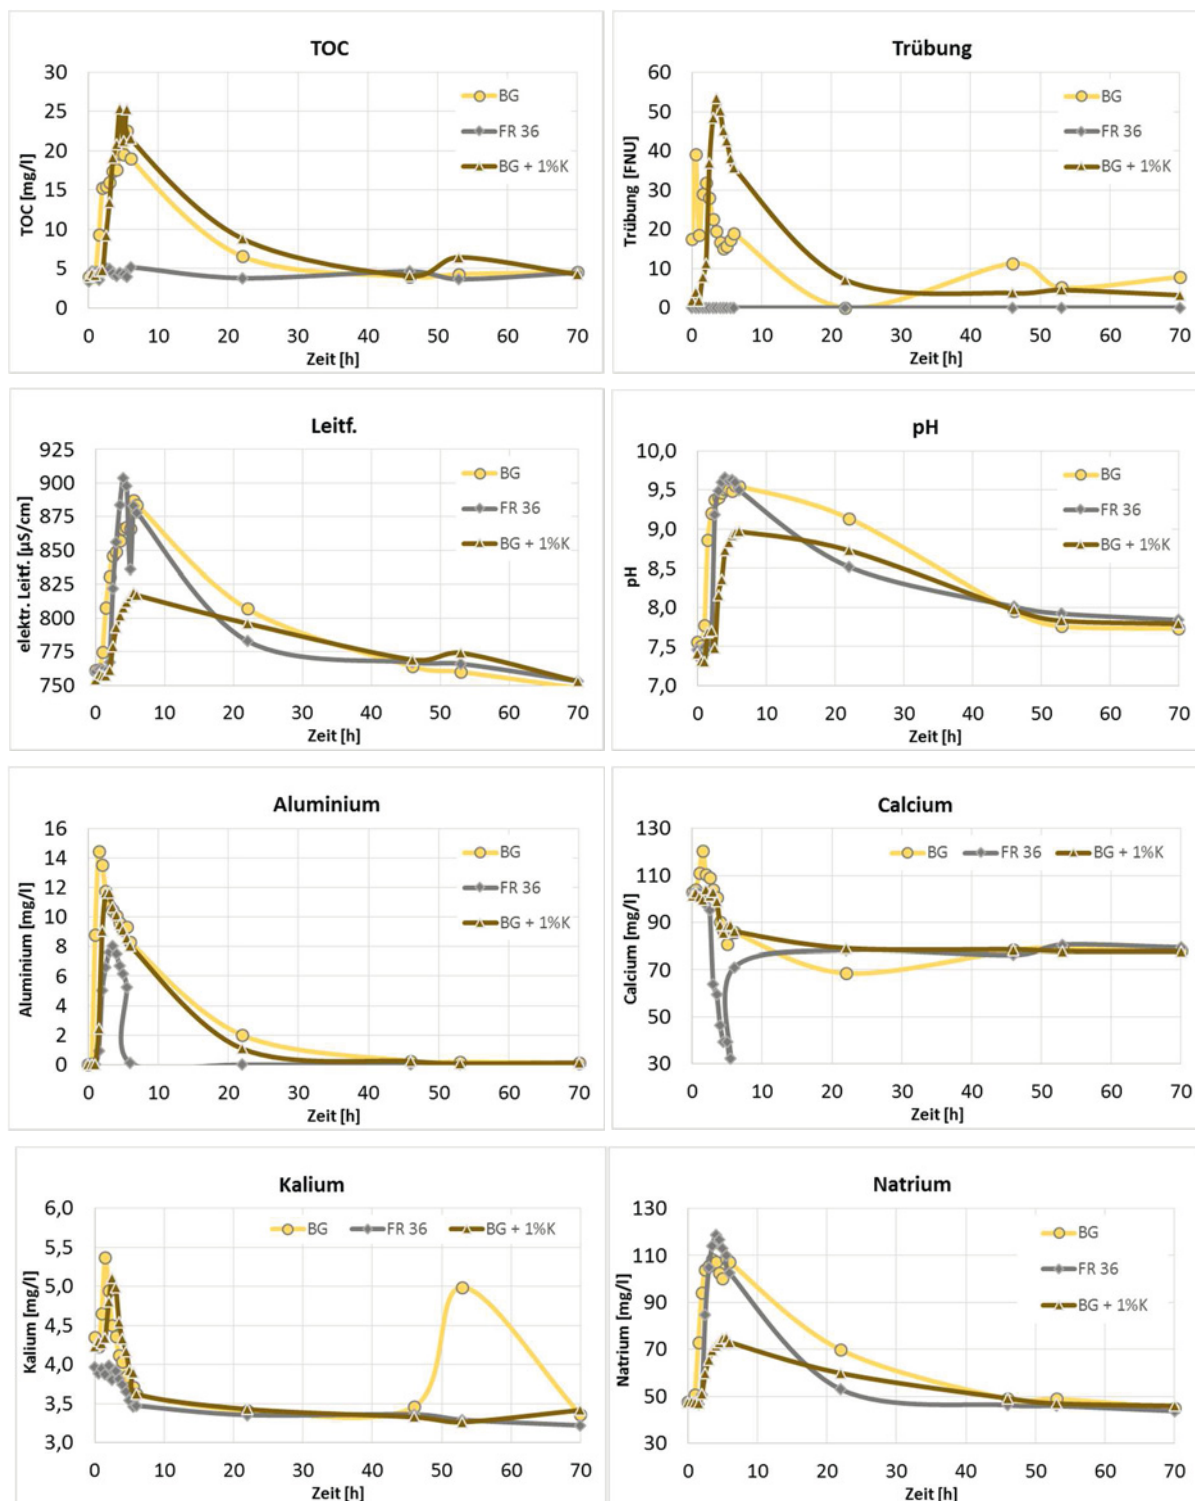 TOC
30
25
20
15
10
5
0
TOC [mg/l]
0 10 20 30 40 50 60 70
Zeit [h]
BG
FR 36
BG + 1%K
Trübung
60
50
40
30
20
10
0
Trübung [FNU]
0 10 20 30 40 50 60 70
Zeit [h]
BG
FR 36
BG + 1%K
Leitf.
925
900
875
850
825
800
775
750
elektr. Leitf. [µS/cm]
0 10 20 30 40 50 60 70
Zeit [h]
BG
FR 36
BG + 1%K
pH
10,0
9,5
9,0
8,5
8,0
7,5
7,0
pH
0 10 20 30 40 50 60 70
Zeit [h]
BG
FR 36
BG + 1%K
Aluminium
16
14
12
10
8
6
4
2
0
Aluminium [mg/l]
0 10 20 30 40 50 60 70
Zeit [h]
BG
FR 36
BG + 1%K
Calcium
BG FR 36 BG + 1%K
130
110
90
70
50
30
Calcium [mg/l]
0 10 20 30 40 50 60 70
Zeit [h]
Kalium
BG FR 36 BG + 1%K
6,0
5,5
5,0
4,5
4,0
3,5
3,0
Kalium [mg/l]
0 10 20 30 40 50 60 70
Zeit [h]
Natrium
130
110
90
70
50
30
Natrium [mg/l]
0 10 20 30 40 50 60 70
Zeit [h]
BG
FR 36
BG + 1%K